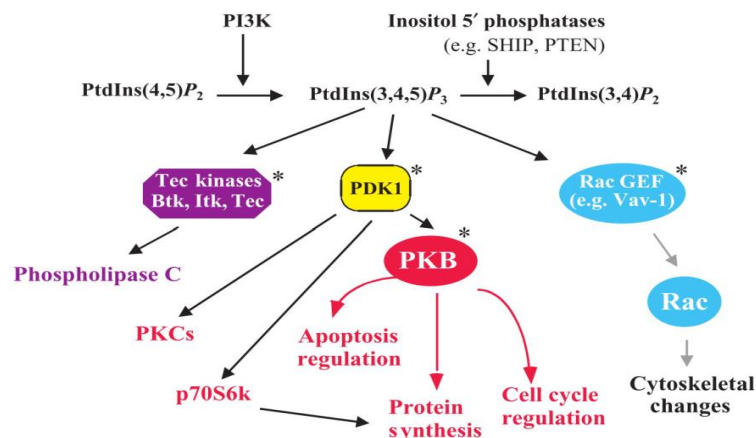 PI3K
Inositol 5′ phosphatases
(e.g. SHIP, PTEN)
PtdIns(4,5)P₂
PtdIns(3,4,5)P₃
PtdIns(3,4)P₂
Tec kinases *
Btk, Itk, Tec
PDK1 *
Rac GEF *
(e.g. Vav-1)
Phospholipase C
PKB *
PKCs
Apoptosis
regulation
Rac
p70S6k
Protein
synthesis
Cell cycle
regulation
Cytoskeletal
changes